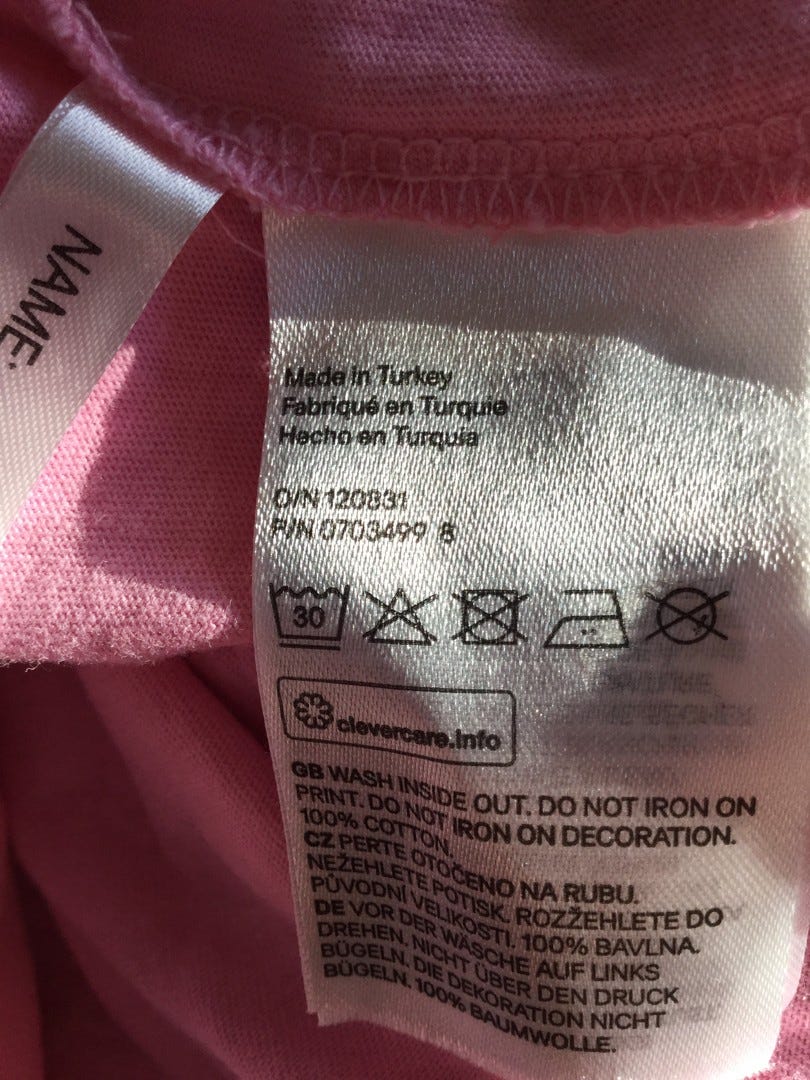 NAME:
Made in Turkey
Fabriqué en Turquie
Hecho en Turquia
O/N 120831
P/N 0703499 8
30
clevercare.info
GB WASH INSIDE OUT. DO NOT IRON ON
PRINT. DO NOT IRON ON DECORATION.
100% COTTON.
CZ PERTE OTOČENO NA RUBU.
NEŽEHLETE POTISK. ROZŽEHLETE DO
PŮVODNÍ VELIKOSTI. 100% BAVLNA.
DE VOR DER WÄSCHE AUF LINKS
DREHEN. NICHT ÜBER DEN DRUCK
BÜGELN. DIE DEKORATION NICHT
BÜGELN. 100% BAUMWOLLE.